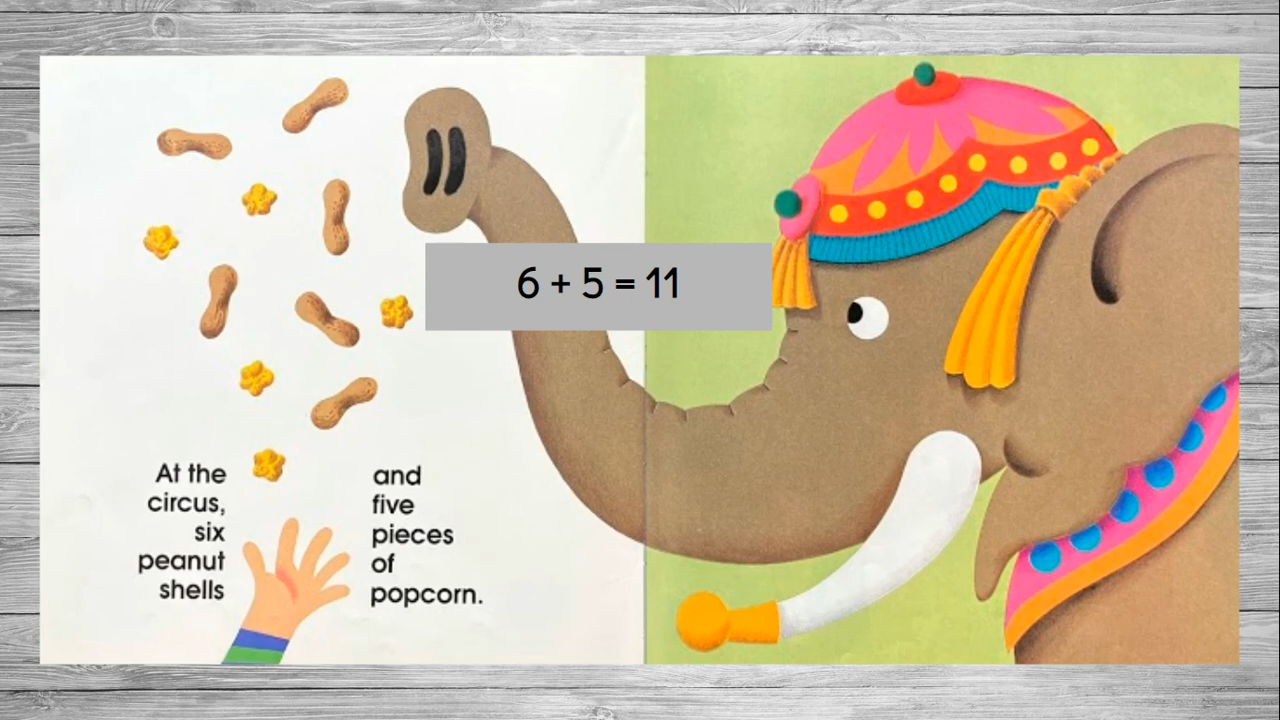 6 + 5 = 11
At the
circus,
six
peanut
shells
and
five
pieces
of
popcorn.